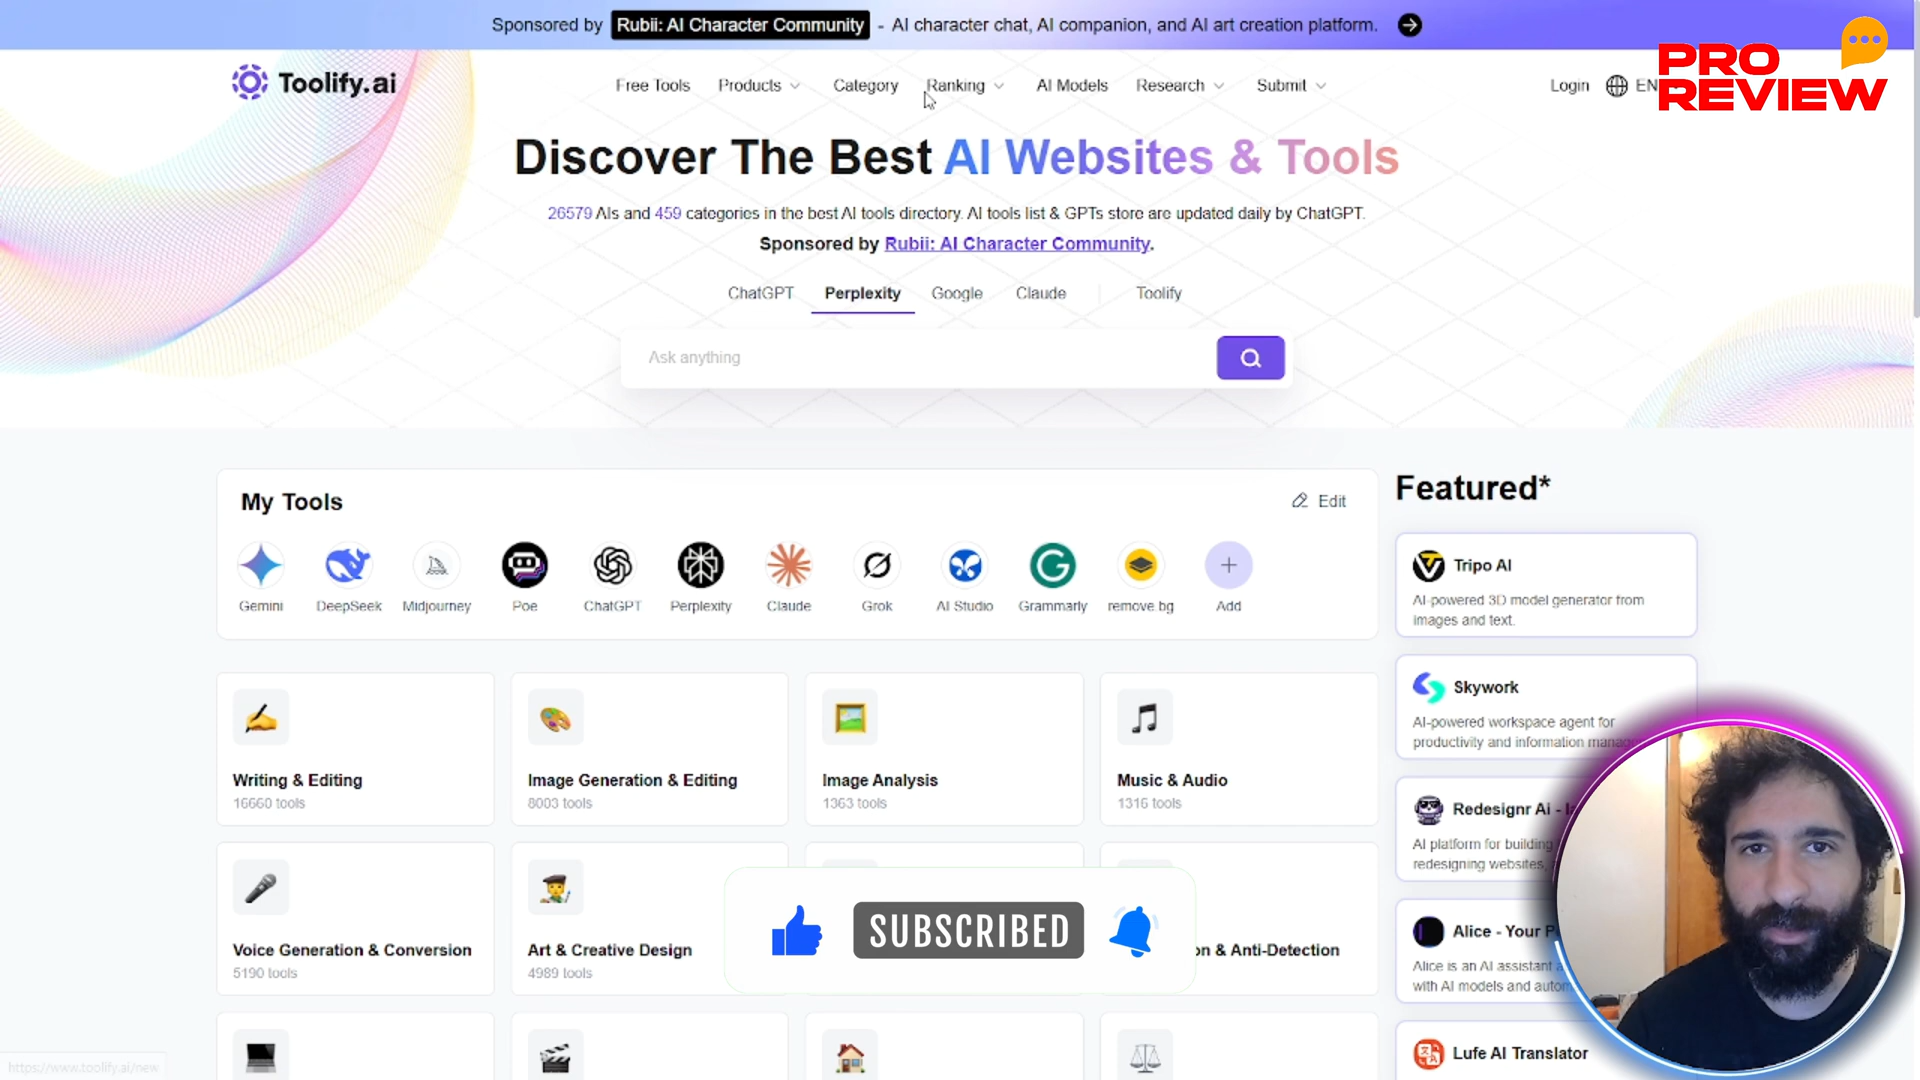 Sponsored by Rubii: AI Character Community - AI character chat, AI companion, and AI art creation platform.
PRO
REVIEW
Toolify.ai
Free Tools Products Category Ranking AI Models Research Submit Login EN
Discover The Best AI Websites & Tools
26579 AIs and 459 categories in the best AI tools directory. AI tools list & GPTs store are updated daily by ChatGPT.
Sponsored by Rubii: AI Character Community.
ChatGPT Perplexity Google Claude Toolify
Ask anything
My Tools
Edit
Gemini DeepSeek Midjourney Poe ChatGPT Perplexity Claude Grok AI Studio Grammarly remove.bg Add
Writing & Editing
16660 tools
Image Generation & Editing
8003 tools
Image Analysis
1363 tools
Music & Audio
1316 tools
Voice Generation & Conversion
5190 tools
Art & Creative Design
4989 tools
on & Anti-Detection
SUBSCRIBED
Featured*
Tripo AI
AI-powered 3D model generator from
images and text.
Skywork
AI-powered workspace agent for
productivity and information
Redesignr Ai -
AI platform for building
redesigning websites,
Alice - Your
Alice is an AI assistant
with AI models and
Lufe AI Translator
https://www.toolify.ai/new